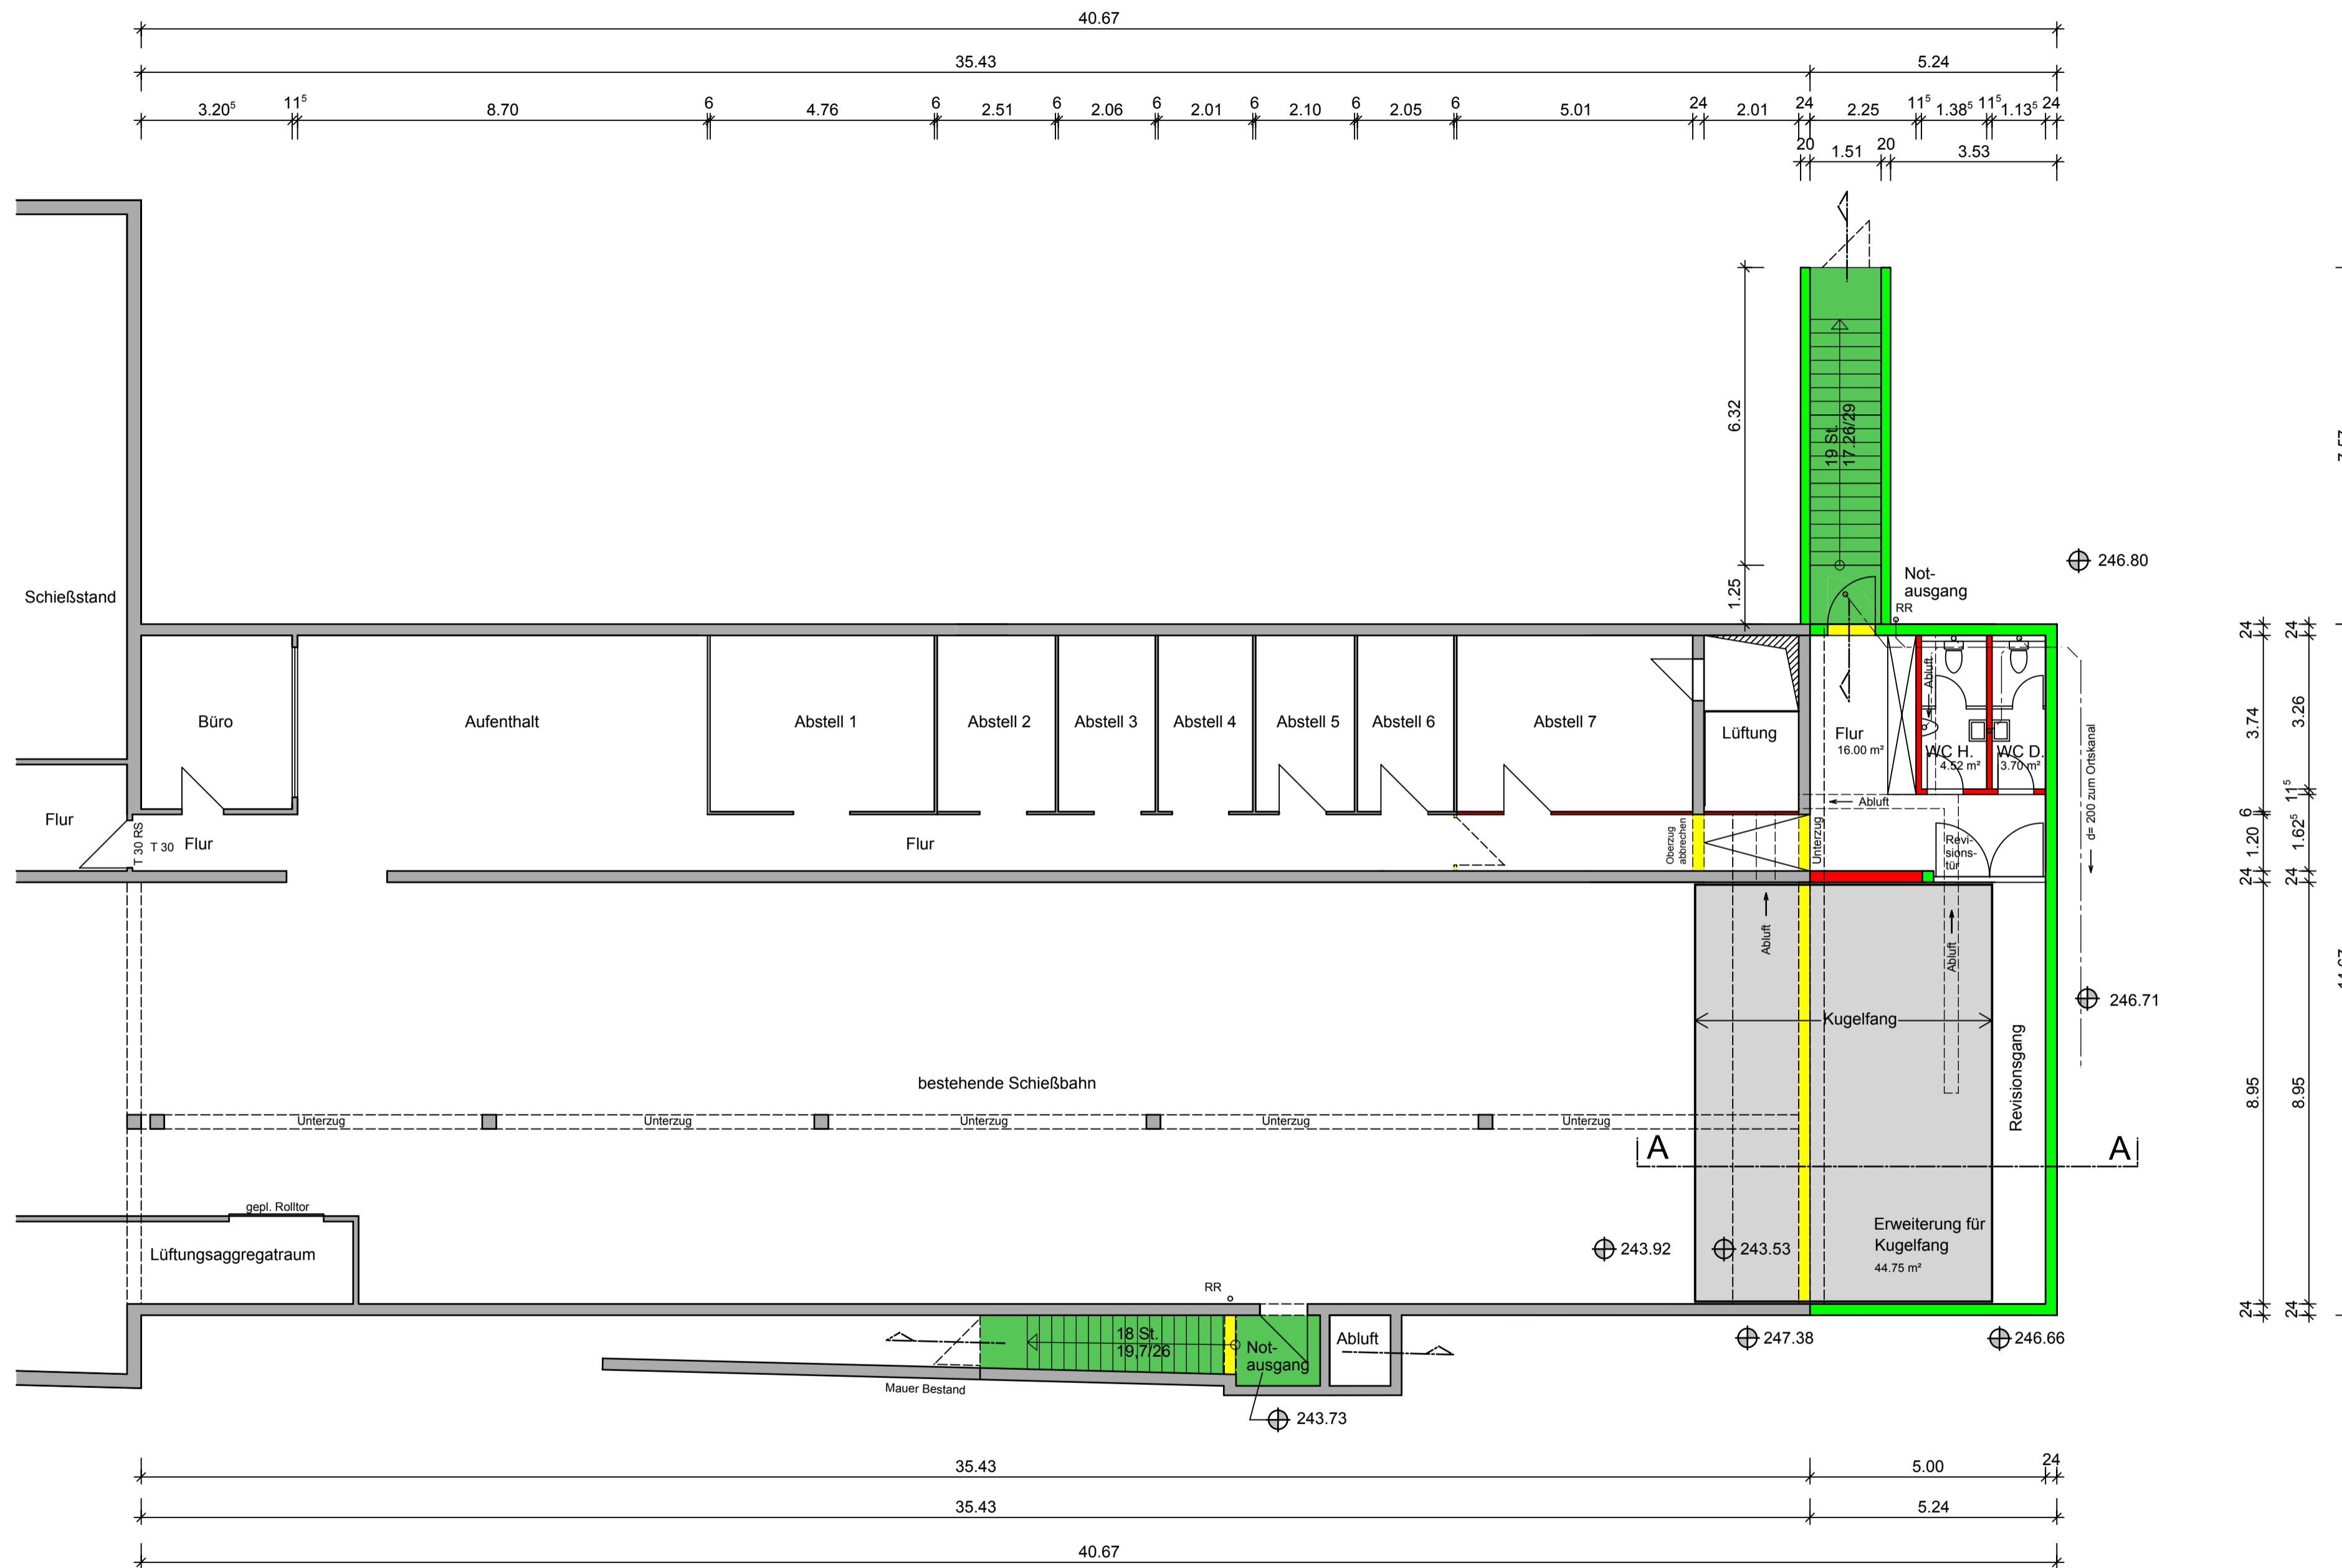 40.67
35.43 5.24
3.20⁵ 11⁵ 8.70 6 4.76 6 2.51 6 2.06 6 2.01 6 2.10 6 2.05 6 5.01 24 2.01 24 2.25 11⁵ 1.38⁵ 11⁵ 1.13⁵ 24
20 1.51 20 3.53
6.32
1.25
19 St.
17.26/29
246.80
Not-
ausgang
RR
Schießstand
Büro
Aufenthalt
Abstell 1
Abstell 2
Abstell 3
Abstell 4
Abstell 5
Abstell 6
Abstell 7
Lüftung
Flur
16.00 m²
Abluft
WC H.
4.52 m²
WC D.
3.70 m²
d= 200 zum Ortskanal
Abluft
Flur
T 30 RS
T 30
Flur
Flur
Oberzug
abbrechen
Unterzug
Revi-
sions-
tür
24 24
3.74 3.26
6 11⁵
1.20 1.62⁵
24 24
8.95 8.95
24 24
Abluft
Abluft
Kugelfang
246.71
Revisionsgang
bestehende Schießbahn
Unterzug
Unterzug
Unterzug
Unterzug
Unterzug
A A
gepl. Rolltor
Lüftungsaggregatraum
Erweiterung für
Kugelfang
44.75 m²
243.92
243.53
RR
18 St.
19,7/26
Not-
ausgang
Abluft
247.38
246.66
Mauer Bestand
243.73
35.43 5.00 24
35.43 5.24
40.67